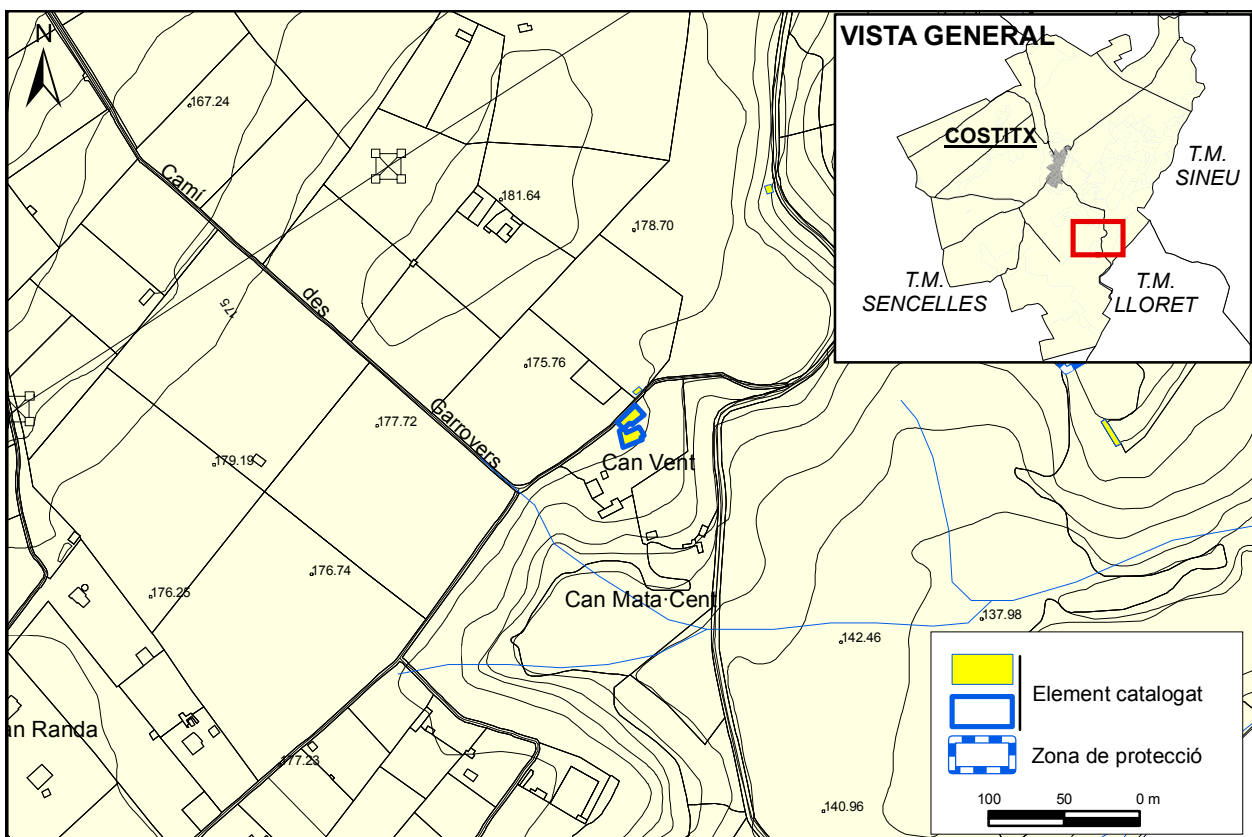 N
VISTA GENERAL
COSTITX
T.M.
SINEU
T.M.
SENCELLES
T.M.
LLORET
167.24
Camí
181.64
178.70
175
des
175.76
Garrovers
177.72
179.19
Can Vent
176.74
176.25
Can Mata·Cent
137.98
142.46
an Randa
177.23
140.96
Element catalogat
Zona de protecció
100 50 0 m